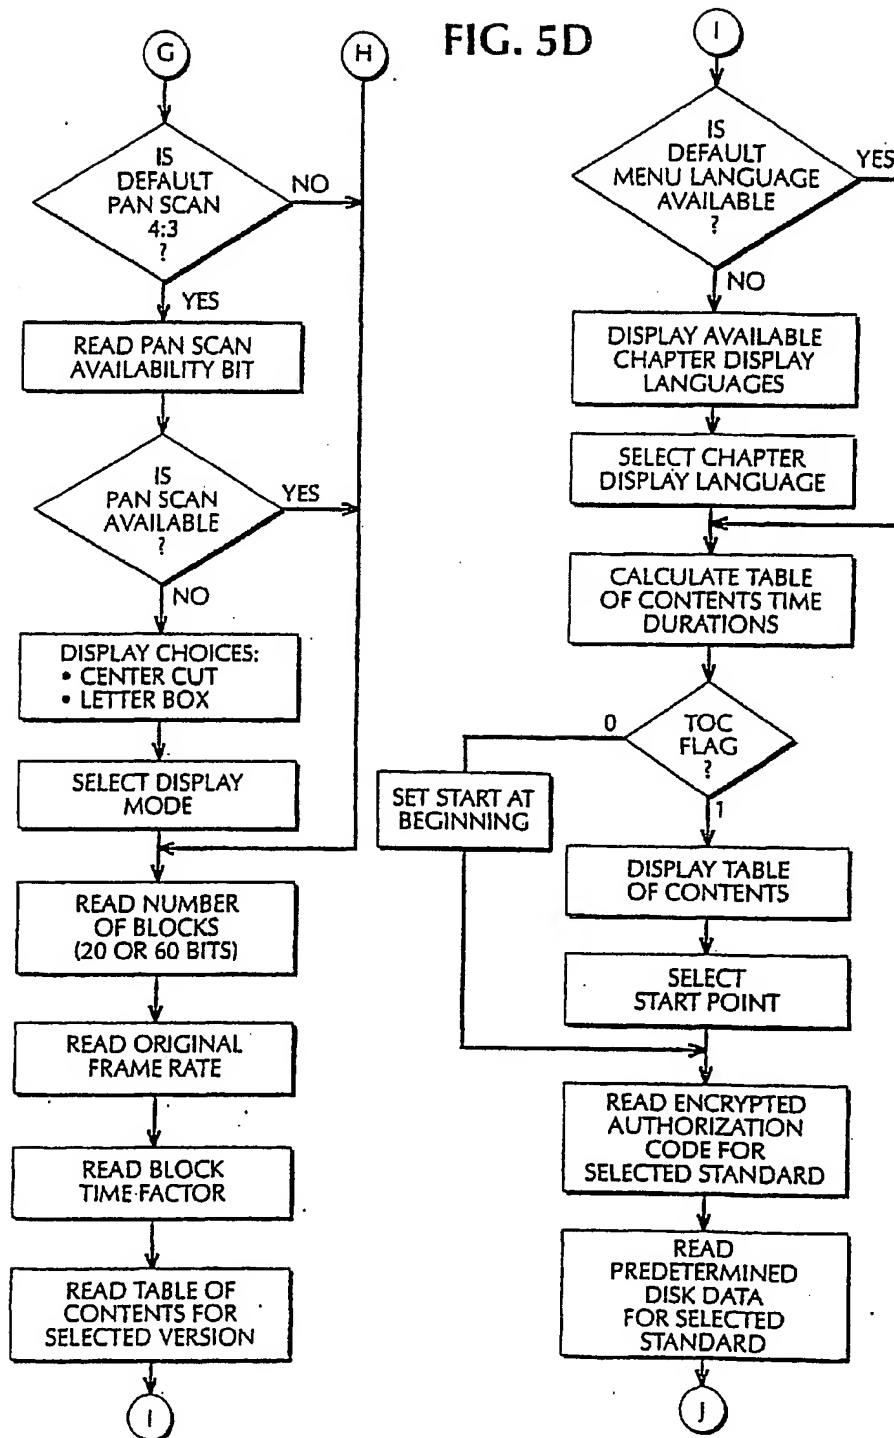 FIG. 5D
G
H
IS
DEFAULT
PAN SCAN
4:3
?
NO
YES
READ PAN SCAN
AVAILABILITY BIT
IS
PAN SCAN
AVAILABLE
?
YES
NO
DISPLAY CHOICES:
• CENTER CUT
• LETTER BOX
SELECT DISPLAY
MODE
READ NUMBER
OF BLOCKS
(20 OR 60 BITS)
READ ORIGINAL
FRAME RATE
READ BLOCK
TIME FACTOR
READ TABLE OF
CONTENTS FOR
SELECTED VERSION
I
I
IS
DEFAULT
MENU LANGUAGE
AVAILABLE
?
YES
NO
DISPLAY AVAILABLE
CHAPTER DISPLAY
LANGUAGES
SELECT CHAPTER
DISPLAY LANGUAGE
CALCULATE TABLE
OF CONTENTS TIME
DURATIONS
TOC
FLAG
?
0
1
SET START AT
BEGINNING
DISPLAY TABLE
OF CONTENTS
SELECT
START POINT
READ ENCRYPTED
AUTHORIZATION
CODE FOR
SELECTED STANDARD
READ
PREDETERMINED
DISK DATA
FOR SELECTED
STANDARD
J